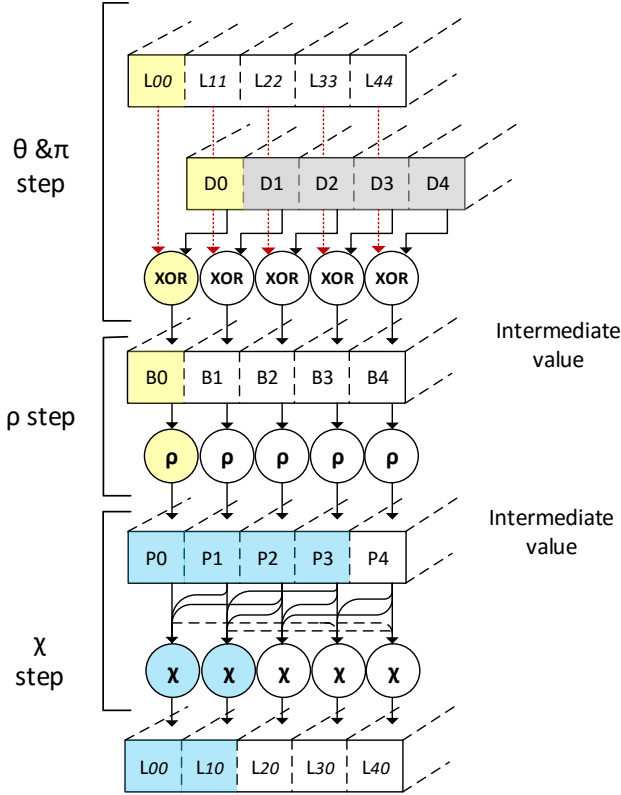 L00 L11 L22 L33 L44
θ &π
step
D0 D1 D2 D3 D4
XOR XOR XOR XOR XOR
Intermediate
value
B0 B1 B2 B3 B4
ρ step
ρ ρ ρ ρ ρ
Intermediate
value
P0 P1 P2 P3 P4
χ
step
χ χ χ χ χ
L00 L10 L20 L30 L40